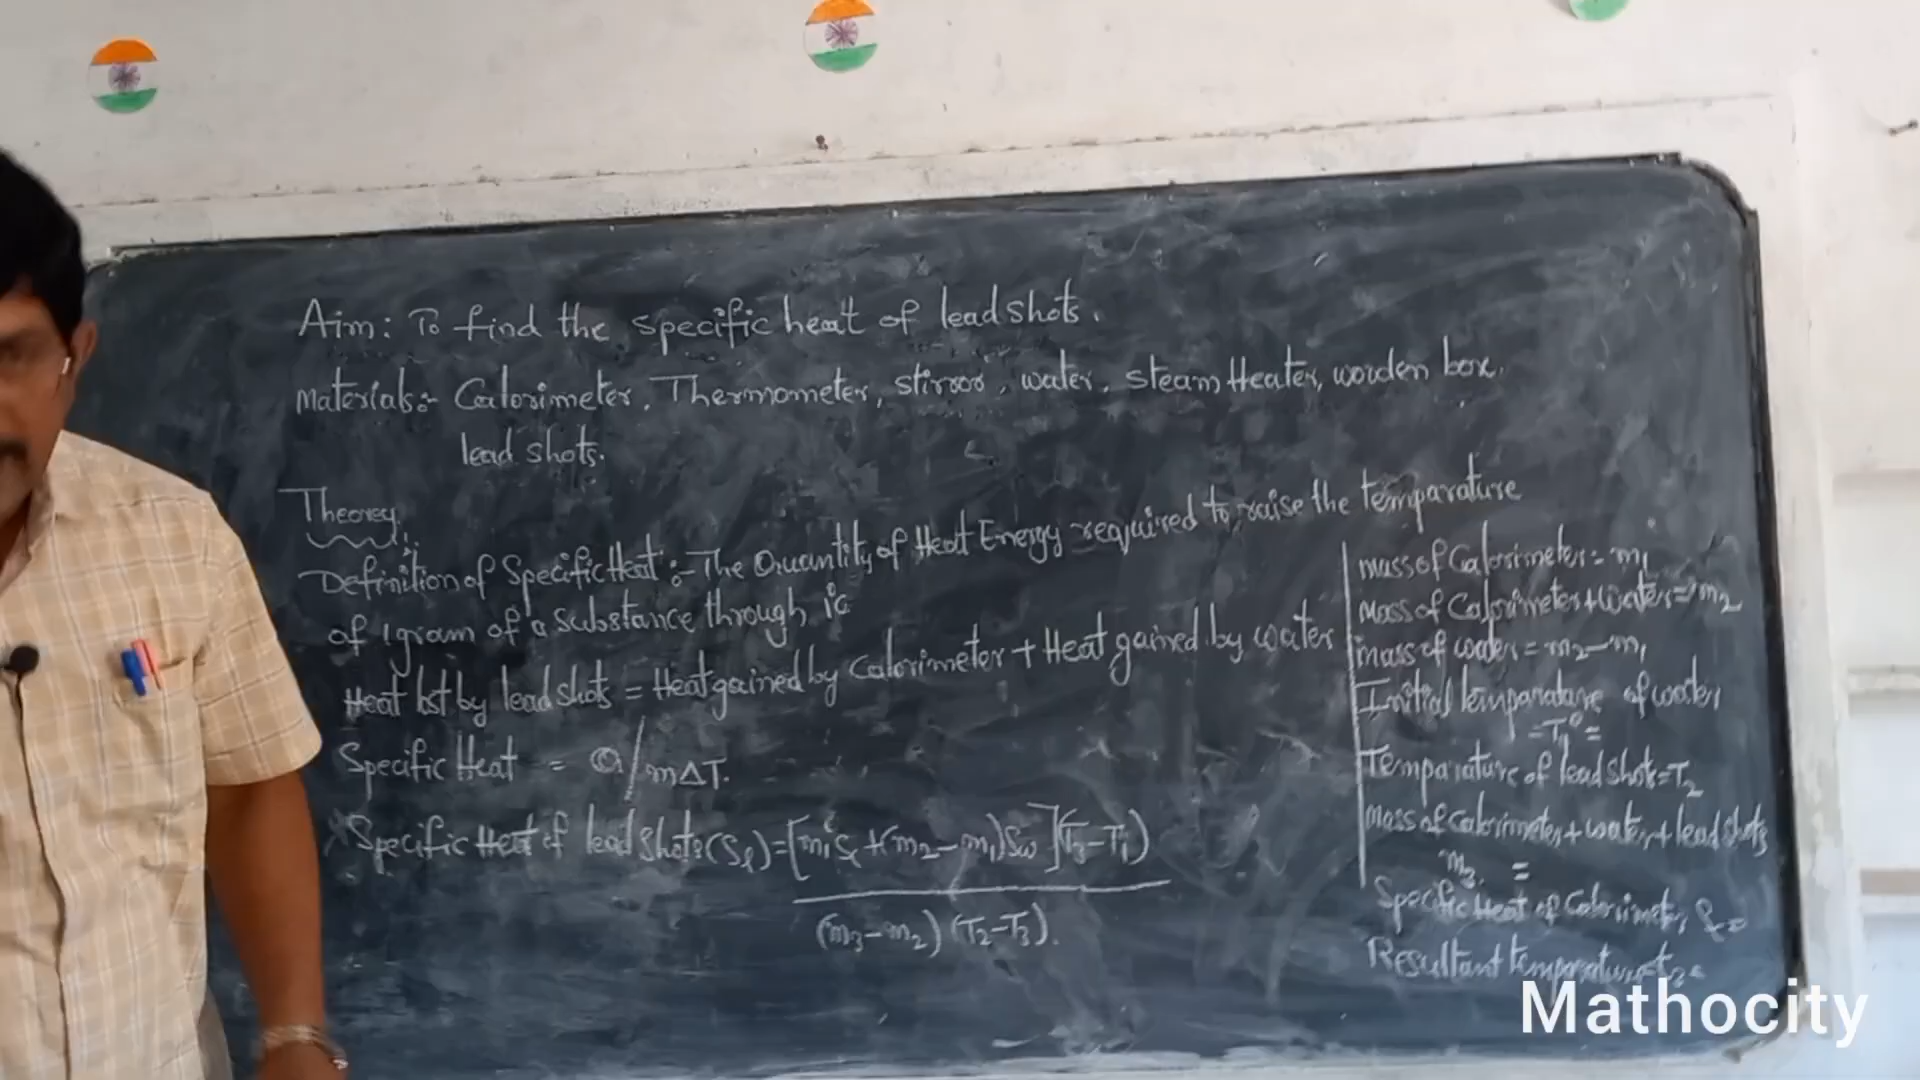 Aim: To find the specific heat of lead shots.
Materials:- Calorimeter, Thermometer, stirror, water, steam Heater, wooden box,
lead shots.
Theorey
Definition of Specific Heat:- The Quantity of Heat Energy required to raise the temparature
of 1 gram of a substance through 1°c
Heat lost by lead shots = Heat gained by Calorimeter + Heat gained by water
Specific Heat = Q/mΔT.
Specific Heat of lead shots (Sl) = [m1 Sc + (m2 - m1) Sw] (T3 - T1)
(m3 - m2) (T2 - T3).
mass of Calorimeter = m1
Mass of Calorimeter + water = m2
mass of water = m2 - m1
Initial temparature of water
= T1° =
Temparature of lead shots = T2
Mass of Calorimeter + water + lead shots
m3 =
Specific Heat of Calorimeter,
Resultant temperature
Mathocity